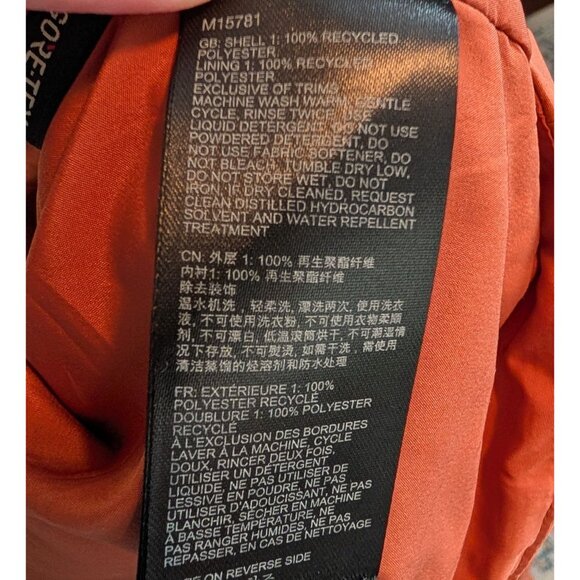 GORE-TEX
M15781
GB: SHELL 1: 100% RECYCLED
POLYESTER
LINING 1: 100% RECYCLED
POLYESTER
EXCLUSIVE OF TRIMS
MACHINE WASH WARM, GENTLE
CYCLE, RINSE TWICE, USE
LIQUID DETERGENT, DO NOT USE
POWDERED DETERGENT, DO
NOT USE FABRIC SOFTENER, DO
NOT BLEACH, TUMBLE DRY LOW,
DO NOT STORE WET, DO NOT
IRON, IF DRY CLEANED, REQUEST
CLEAN DISTILLED HYDROCARBON
SOLVENT AND WATER REPELLENT
TREATMENT
CN: 外层 1: 100% 再生聚酯纤维
内衬1: 100% 再生聚酯纤维
除去装饰
温水机洗, 轻柔洗, 漂洗两次, 使用洗衣
液, 不可使用洗衣粉, 不可使用衣物柔顺
剂, 不可漂白, 低温滚筒烘干, 不可潮湿情
况下存放, 不可熨烫, 如需干洗, 需使用
清洁蒸馏的烃溶剂和防水处理
FR: EXTÉRIEURE 1: 100%
POLYESTER RECYCLÉ
DOUBLURE 1: 100% POLYESTER
RECYCLÉ
À L'EXCLUSION DES BORDURES
LAVER À LA MACHINE, CYCLE
DOUX, RINCER DEUX FOIS,
UTILISER UN DÉTERGENT
LIQUIDE, NE PAS UTILISER DE
LESSIVE EN POUDRE, NE PAS
UTILISER D'ADOUCISSANT, NE PAS
BLANCHIR, SÉCHER EN MACHINE
À BASSE TEMPÉRATURE, NE
PAS RANGER HUMIDES, NE PAS
REPASSER, EN CAS DE NETTOYAGE
ON REVERSE SIDE